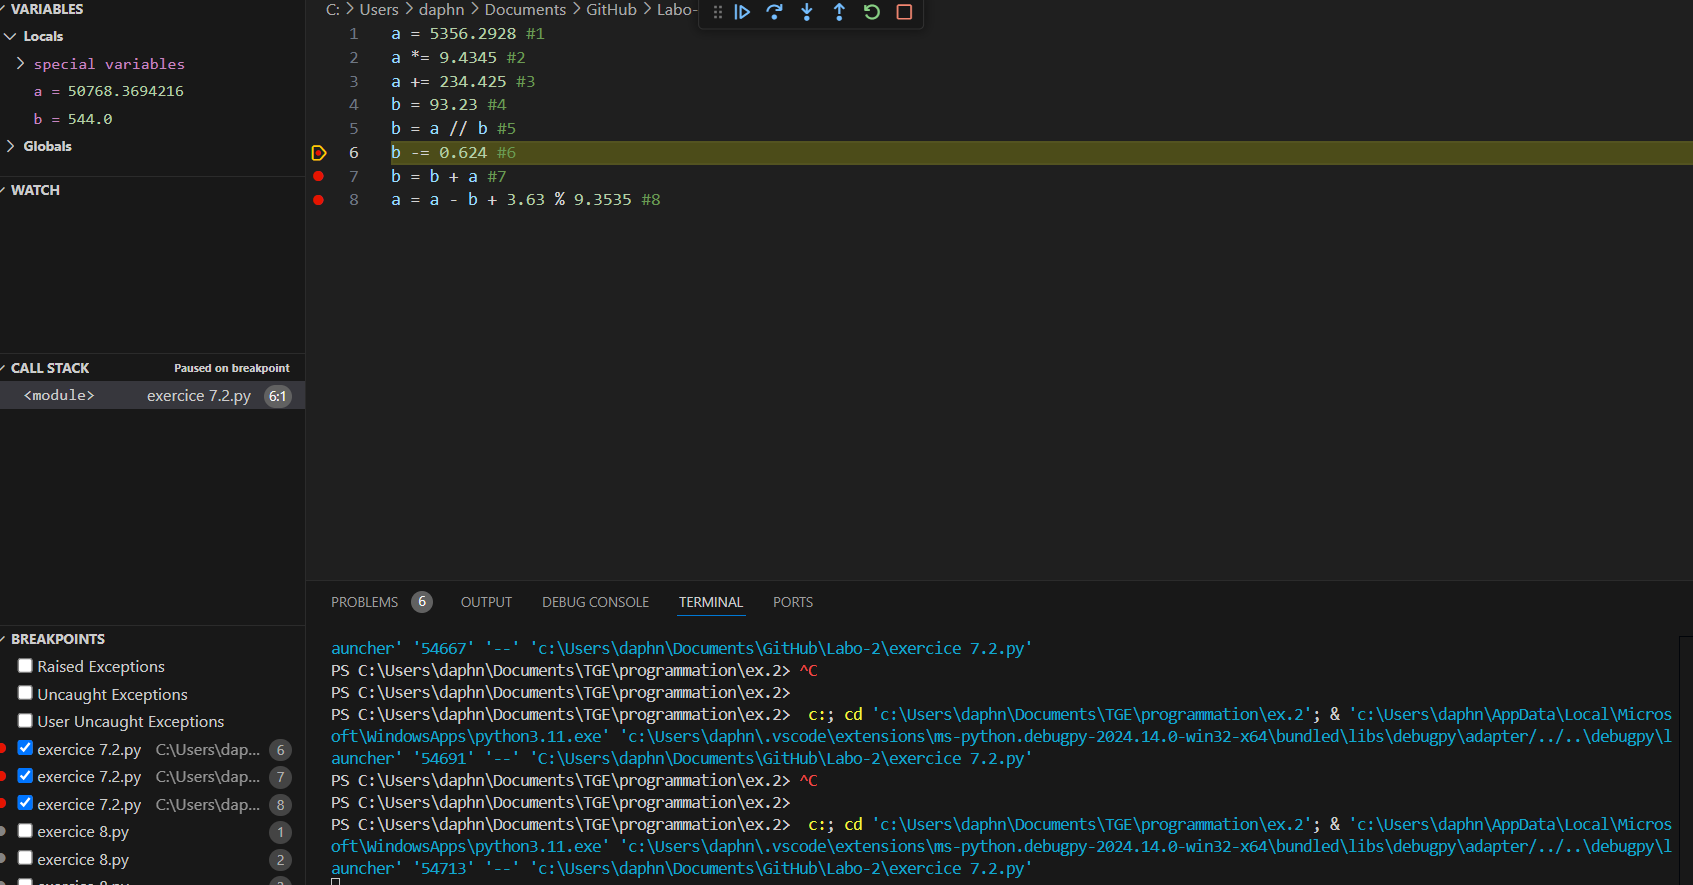 VARIABLES
Locals
special variables
a = 50768.3694216
b = 544.0
Globals
WATCH
CALL STACK Paused on breakpoint
<module> exercice 7.2.py 6:1
BREAKPOINTS
Raised Exceptions
Uncaught Exceptions
User Uncaught Exceptions
exercice 7.2.py C:\Users\dap... 6
exercice 7.2.py C:\Users\dap... 7
exercice 7.2.py C:\Users\dap... 8
exercice 8.py 1
exercice 8.py 2
C: > Users > daphn > Documents > GitHub > Labo-
1 a = 5356.2928 #1
2 a *= 9.4345 #2
3 a += 234.425 #3
4 b = 93.23 #4
5 b = a // b #5
6 b -= 0.624 #6
7 b = b + a #7
8 a = a - b + 3.63 % 9.3535 #8
PROBLEMS 6 OUTPUT DEBUG CONSOLE TERMINAL PORTS
auncher' '54667' '--' 'c:\Users\daphn\Documents\GitHub\Labo-2\exercice 7.2.py'
PS C:\Users\daphn\Documents\TGE\programmation\ex.2> ^C
PS C:\Users\daphn\Documents\TGE\programmation\ex.2>
PS C:\Users\daphn\Documents\TGE\programmation\ex.2>  c:; cd 'c:\Users\daphn\Documents\TGE\programmation\ex.2'; & 'c:\Users\daphn\AppData\Local\Micros
oft\WindowsApps\python3.11.exe' 'c:\Users\daphn\.vscode\extensions\ms-python.debugpy-2024.14.0-win32-x64\bundled\libs\debugpy\adapter/../..\debugpy\l
auncher' '54691' '--' 'C:\Users\daphn\Documents\GitHub\Labo-2\exercice 7.2.py'
PS C:\Users\daphn\Documents\TGE\programmation\ex.2> ^C
PS C:\Users\daphn\Documents\TGE\programmation\ex.2>
PS C:\Users\daphn\Documents\TGE\programmation\ex.2>  c:; cd 'c:\Users\daphn\Documents\TGE\programmation\ex.2'; & 'c:\Users\daphn\AppData\Local\Micros
oft\WindowsApps\python3.11.exe' 'c:\Users\daphn\.vscode\extensions\ms-python.debugpy-2024.14.0-win32-x64\bundled\libs\debugpy\adapter/../..\debugpy\l
auncher' '54713' '--' 'c:\Users\daphn\Documents\GitHub\Labo-2\exercice 7.2.py'